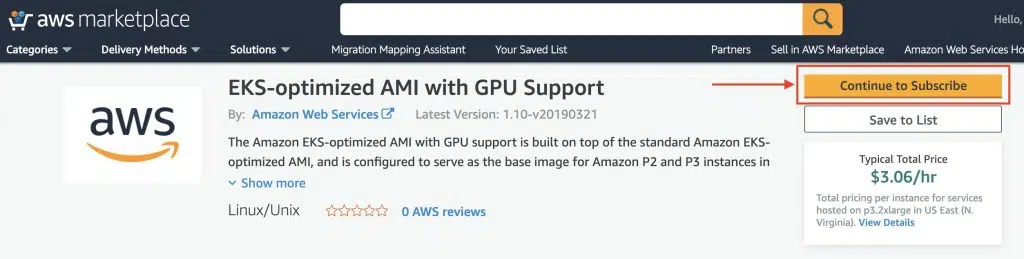 aws marketplace
Hello,
Categories
Delivery Methods
Solutions
Migration Mapping Assistant
Your Saved List
Partners
Sell in AWS Marketplace
Amazon Web Services Ho
aws
EKS-optimized AMI with GPU Support
By: Amazon Web Services
Latest Version: 1.10-v20190321
The Amazon EKS-optimized AMI with GPU support is built on top of the standard Amazon EKS-
optimized AMI, and is configured to serve as the base image for Amazon P2 and P3 instances in
Show more
Linux/Unix
0 AWS reviews
Continue to Subscribe
Save to List
Typical Total Price
$3.06/hr
Total pricing per instance for services
hosted on p3.2xlarge in US East (N.
Virginia). View Details